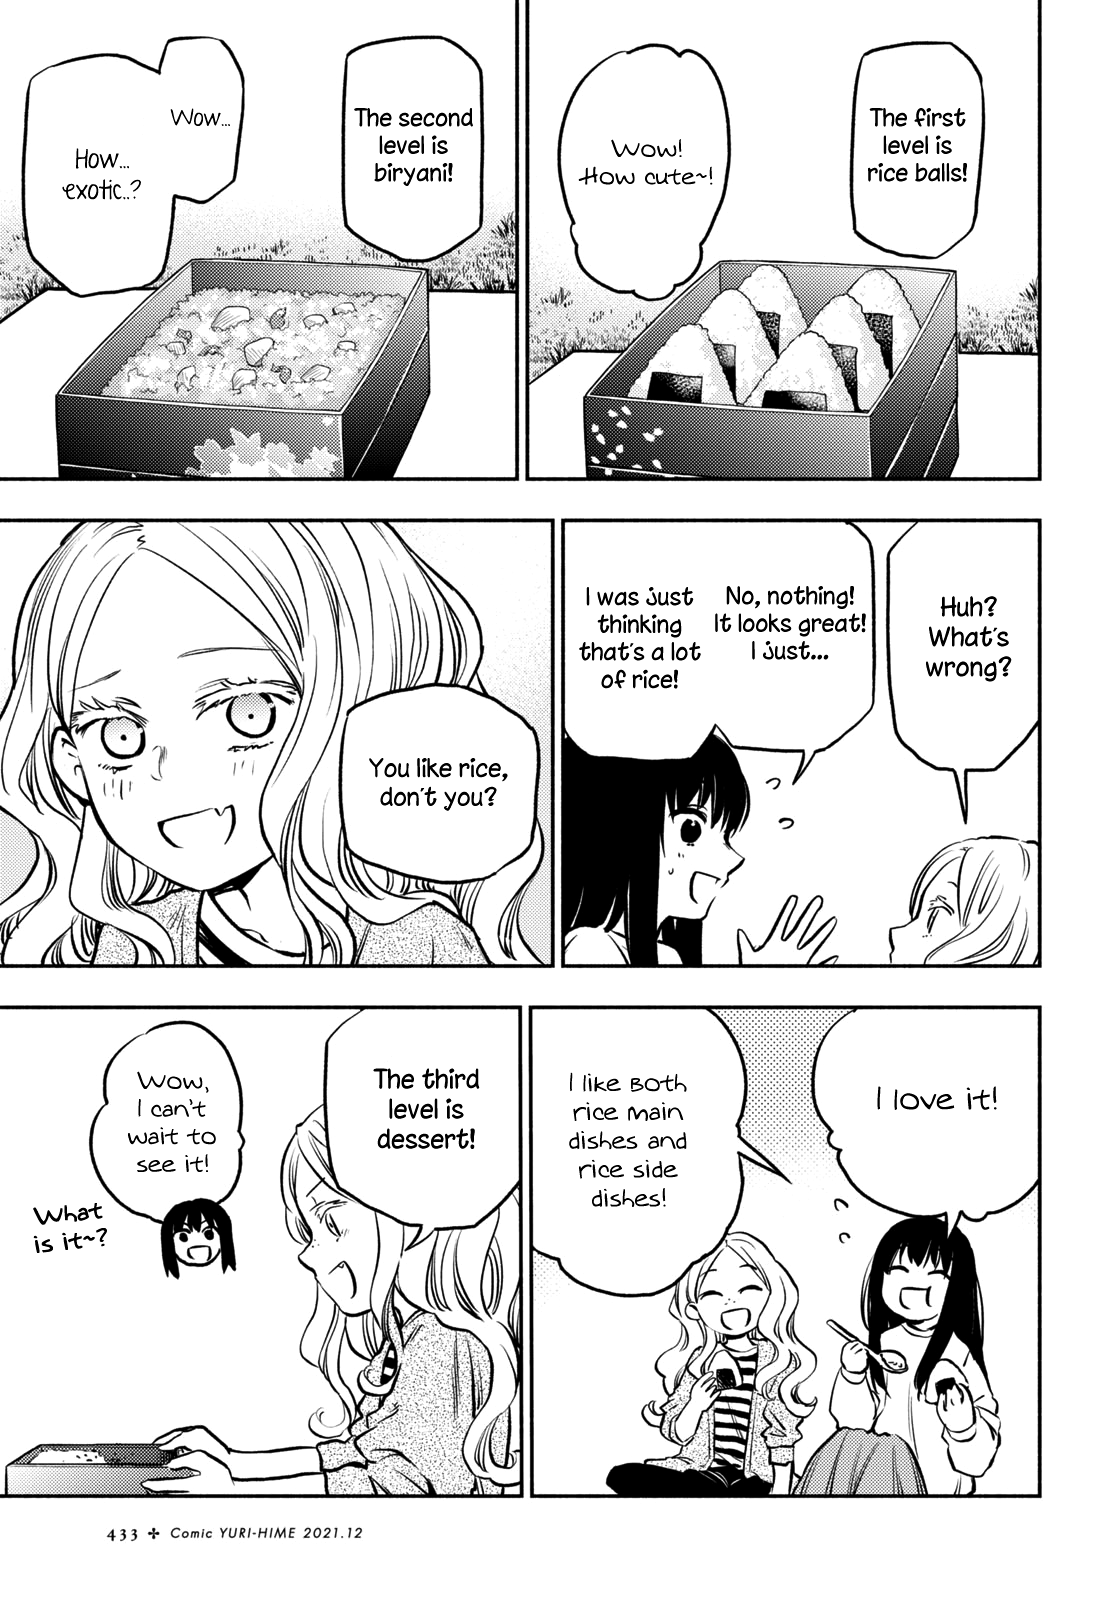 The first
level is
rice balls!
Wow!
How cute~!
The second
level is
biryani!
Wow...
How...
exotic..?
Huh?
What's
wrong?
No, nothing!
It looks great!
I just...
I was just
thinking
that's a lot
of rice!
You like rice,
don't you?
I love it!
I like both
rice main
dishes and
rice side
dishes!
The third
level is
dessert!
Wow,
I can't
wait to
see it!
What
is it~?
433 ✢ Comic YURI-HIME 2021.12